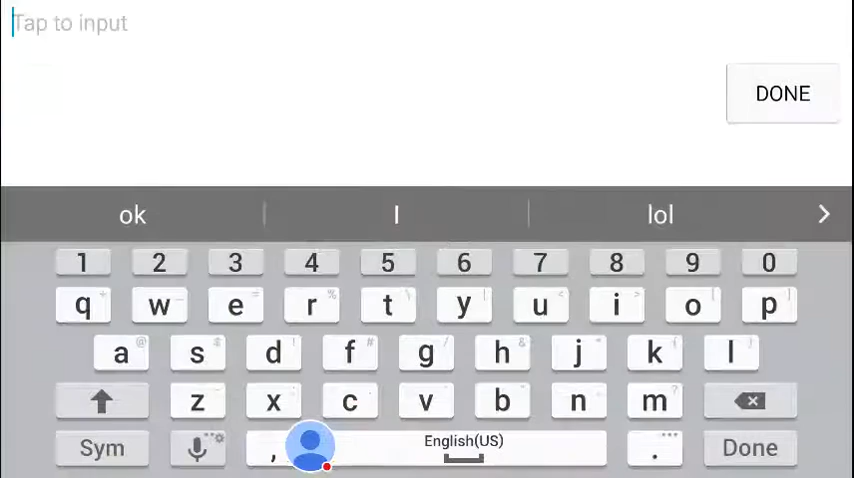 Tap to input
DONE
ok I lol
1 2 3 4 5 6 7 8 9 0
q w e r t y u i o p
a s d f g h j k l
z x c v b n m
Sym , English(US) . Done